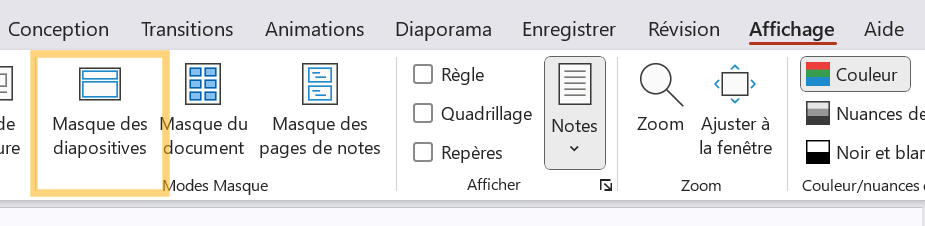 Conception Transitions Animations Diaporama Enregistrer Révision Affichage Aide
de
ure
Masque des
diapositives
Masque du
document
Masque des
pages de notes
Modes Masque
Règle
Quadrillage
Repères
Notes
Afficher
Zoom
Ajuster à
la fenêtre
Zoom
Couleur
Nuances de
Noir et blan
Couleur/nuances